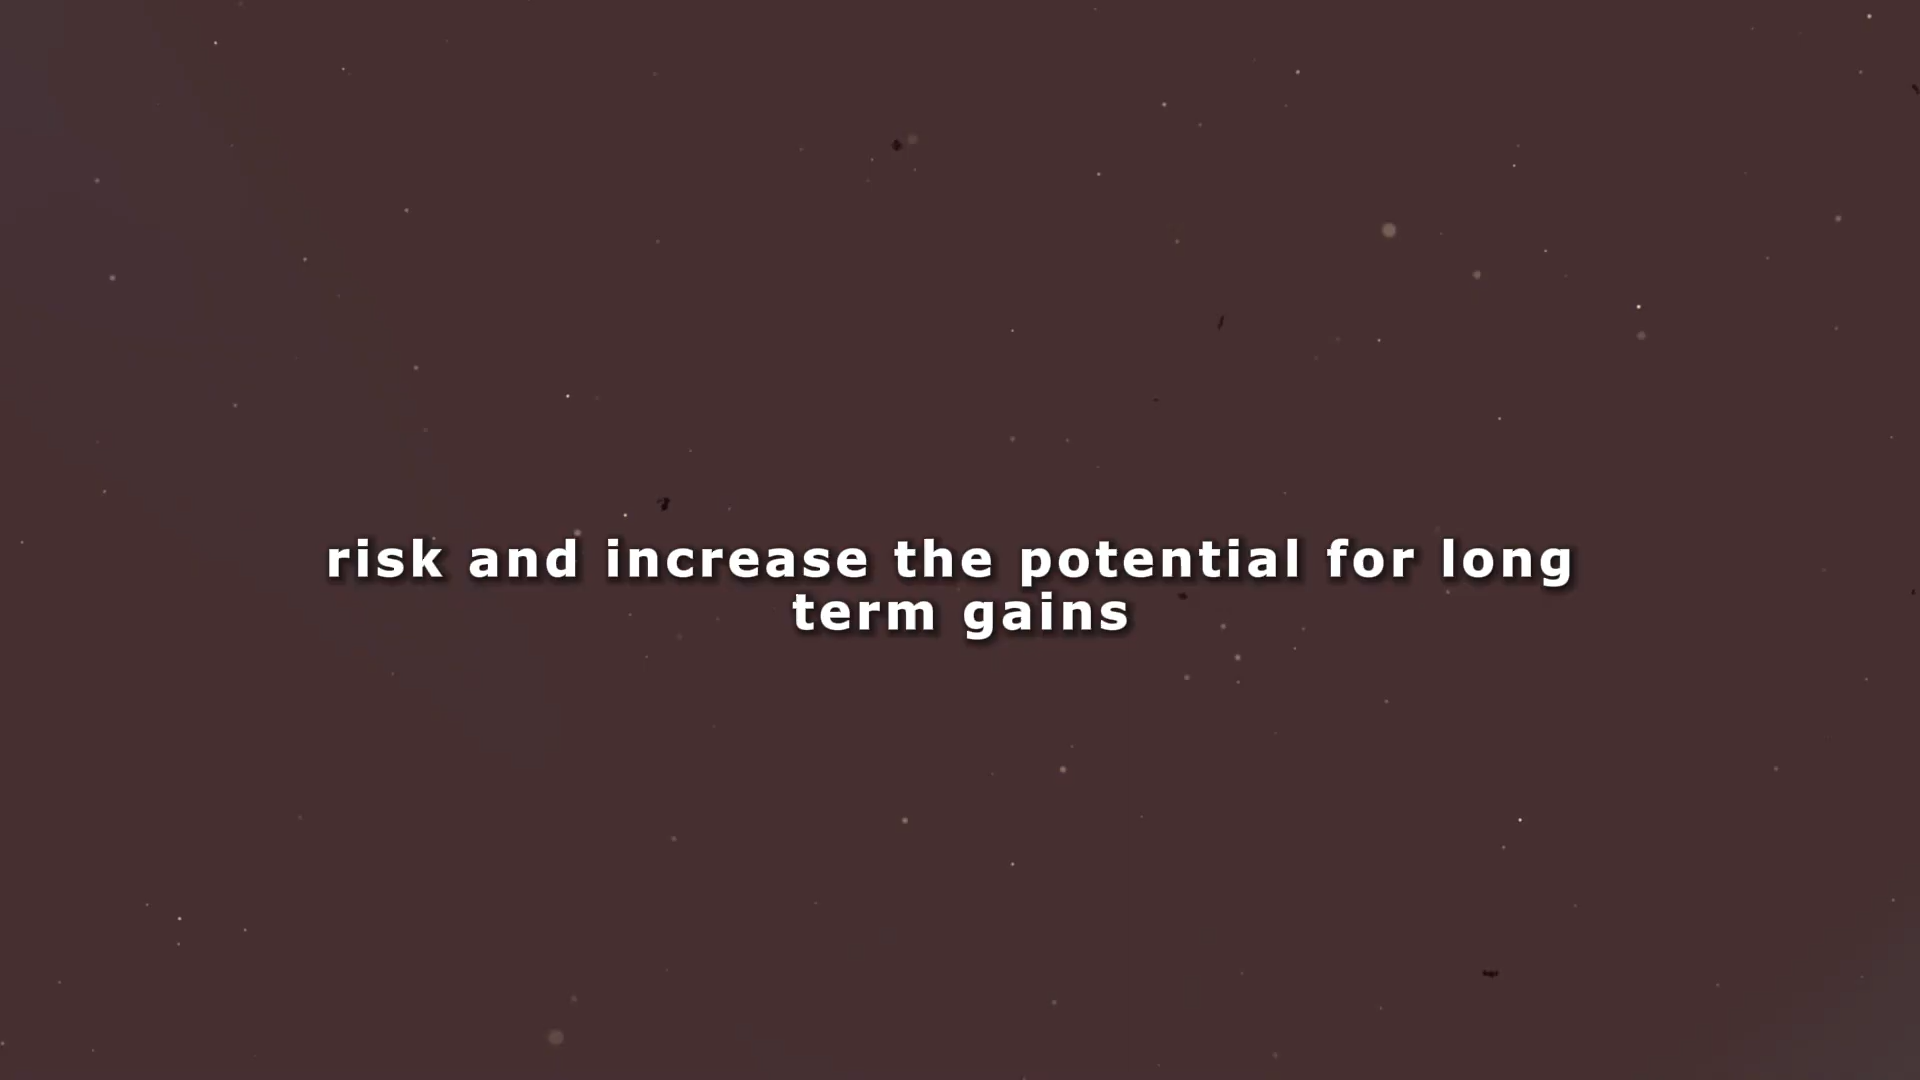 risk and increase the potential for long
term gains